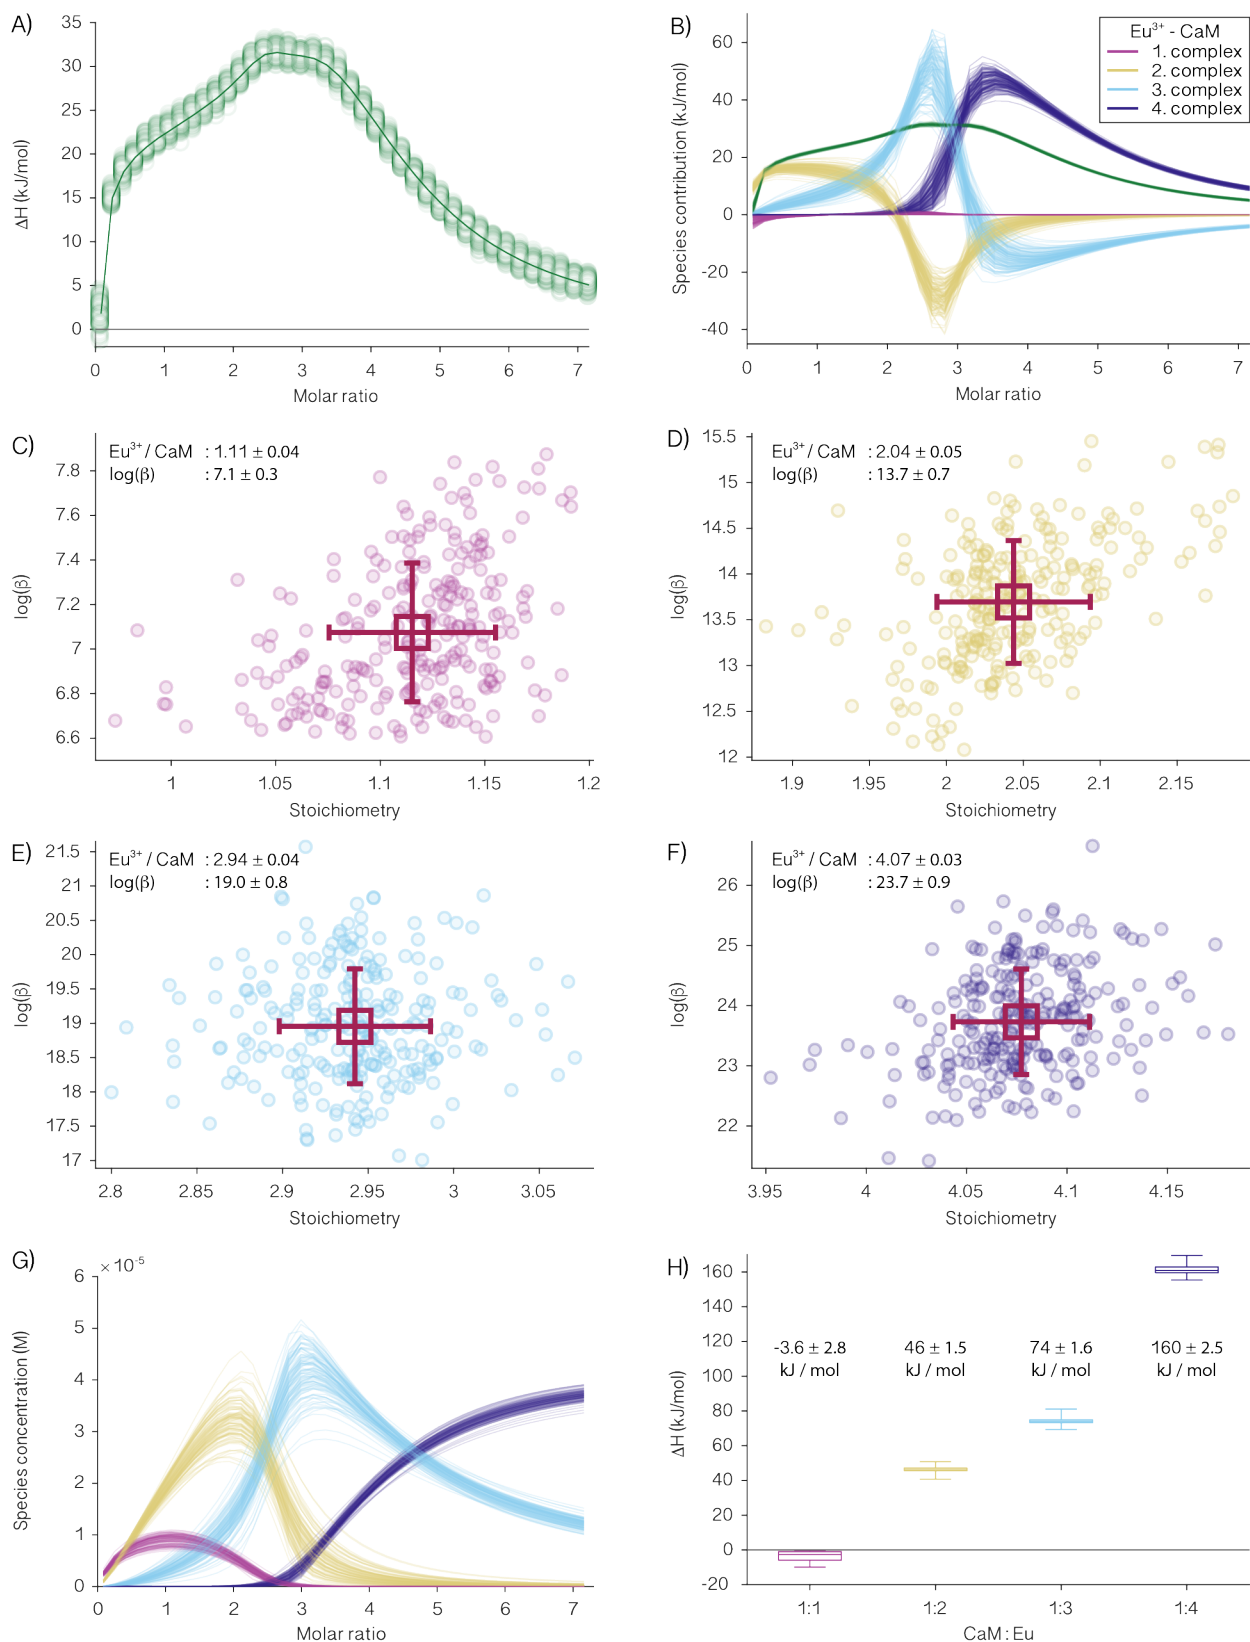 A)
35
30
25
20
15
10
5
0
ΔH (kJ/mol)
0 1 2 3 4 5 6 7
Molar ratio
B)
60
40
20
0
-20
-40
Species contribution (kJ/mol)
0 1 2 3 4 5 6 7
Molar ratio
Eu³⁺ - CaM
1. complex
2. complex
3. complex
4. complex
C)
Eu³⁺ / CaM : 1.11 ± 0.04
log(β) : 7.1 ± 0.3
7.8
7.6
7.4
7.2
7
6.8
6.6
log(β)
1 1.05 1.1 1.15 1.2
Stoichiometry
D)
Eu³⁺ / CaM : 2.04 ± 0.05
log(β) : 13.7 ± 0.7
15.5
15
14.5
14
13.5
13
12.5
12
log(β)
1.9 1.95 2 2.05 2.1 2.15
Stoichiometry
E)
Eu³⁺ / CaM : 2.94 ± 0.04
log(β) : 19.0 ± 0.8
21.5
21
20.5
20
19.5
19
18.5
18
17.5
17
log(β)
2.8 2.85 2.9 2.95 3 3.05
Stoichiometry
F)
Eu³⁺ / CaM : 4.07 ± 0.03
log(β) : 23.7 ± 0.9
26
25
24
23
22
log(β)
3.95 4 4.05 4.1 4.15
Stoichiometry
G)
× 10⁻⁵
6
5
4
3
2
1
0
Species concentration (M)
0 1 2 3 4 5 6 7
Molar ratio
H)
160
140
120
100
80
60
40
20
0
-20
ΔH (kJ/mol)
-3.6 ± 2.8 46 ± 1.5 74 ± 1.6 160 ± 2.5
kJ / mol kJ / mol kJ / mol kJ / mol
1:1 1:2 1:3 1:4
CaM : Eu